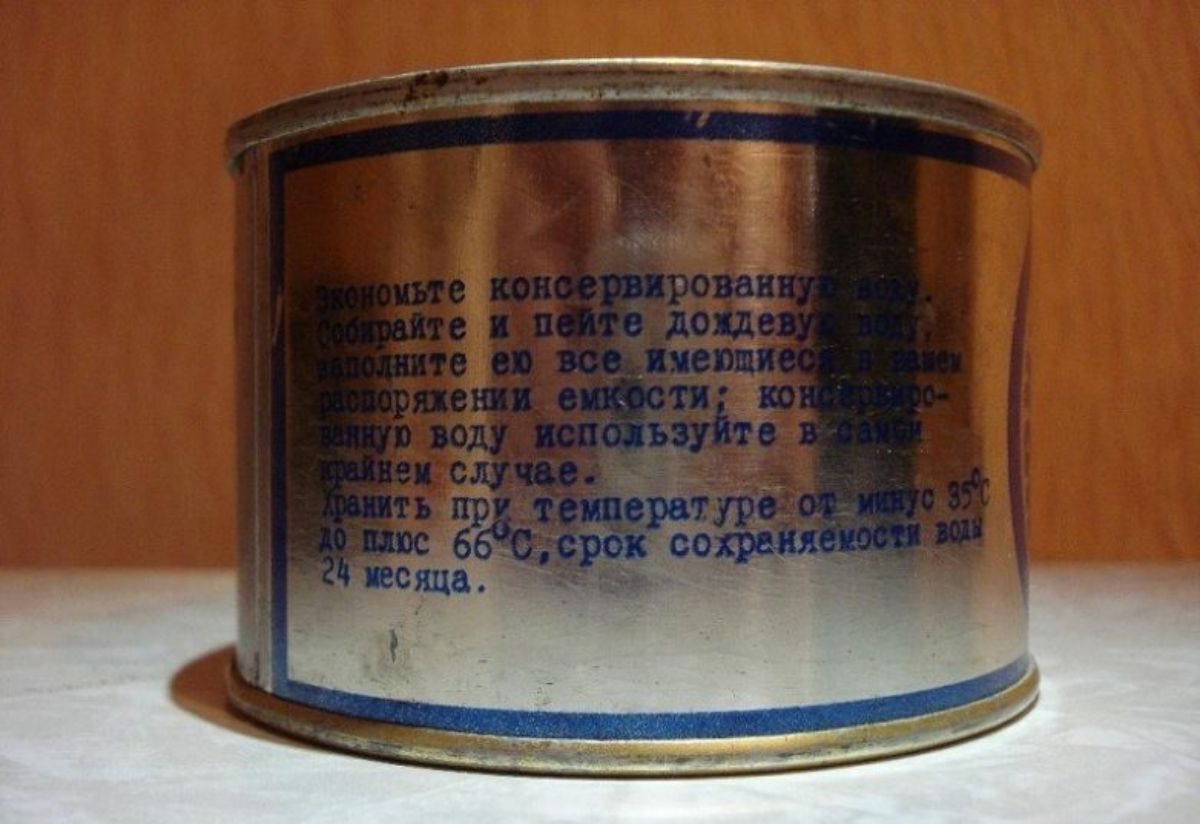 Экономьте консервированную воду.
Собирайте и пейте дождевую воду,
заполните ею все имеющиеся в вашем
распоряжении емкости; консервиро-
ванную воду используйте в самом
крайнем случае.
Хранить при температуре от минус 35°С
до плюс 66°С, срок сохраняемости воды
24 месяца.